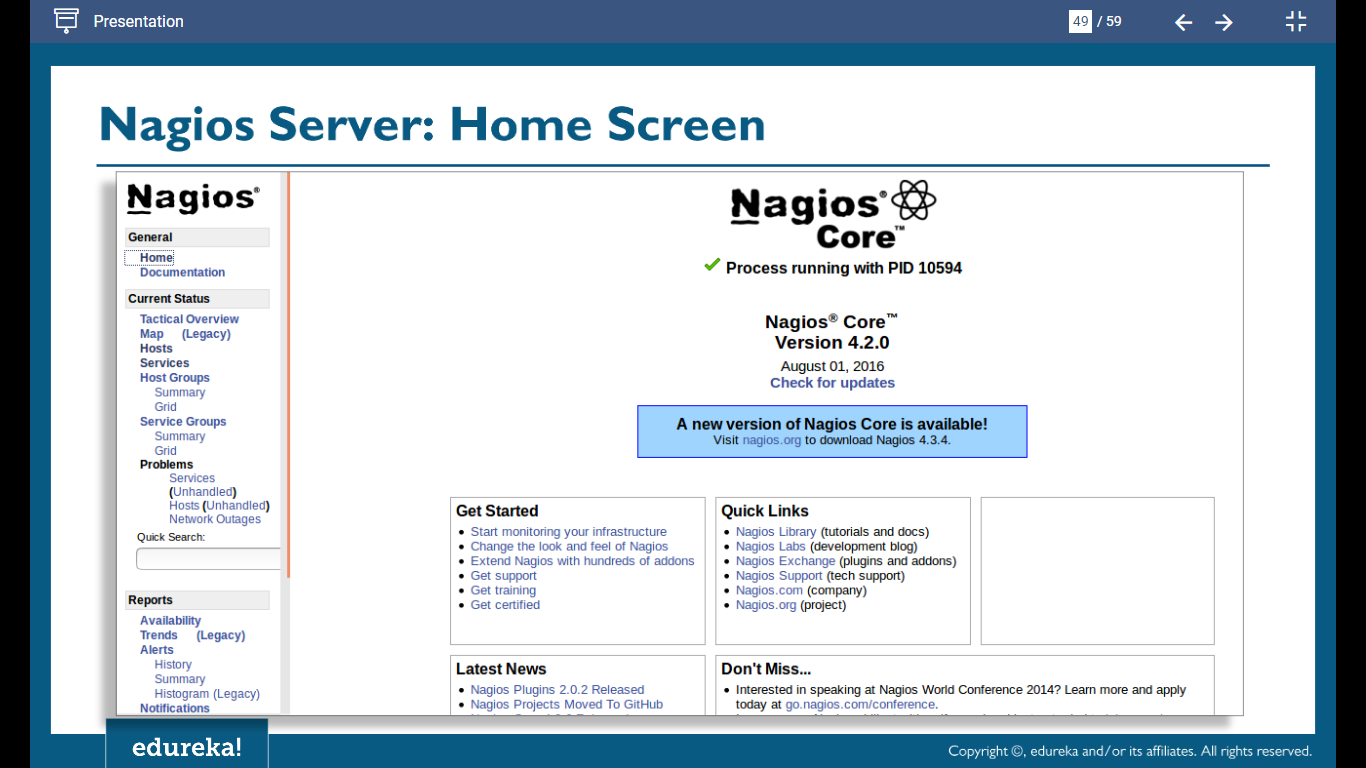 Presentation
49 / 59
Nagios Server: Home Screen
Nagios®
General
Home
Documentation
Current Status
Tactical Overview
Map (Legacy)
Hosts
Services
Host Groups
Summary
Grid
Service Groups
Summary
Grid
Problems
Services
(Unhandled)
Hosts (Unhandled)
Network Outages
Quick Search:
Reports
Availability
Trends (Legacy)
Alerts
History
Summary
Histogram (Legacy)
Notifications
Nagios®
Core™
Process running with PID 10594
Nagios® Core™
Version 4.2.0
August 01, 2016
Check for updates
A new version of Nagios Core is available!
Visit nagios.org to download Nagios 4.3.4.
Get Started
Start monitoring your infrastructure
Change the look and feel of Nagios
Extend Nagios with hundreds of addons
Get support
Get training
Get certified
Quick Links
Nagios Library (tutorials and docs)
Nagios Labs (development blog)
Nagios Exchange (plugins and addons)
Nagios Support (tech support)
Nagios.com (company)
Nagios.org (project)
Latest News
Nagios Plugins 2.0.2 Released
Nagios Projects Moved To GitHub
Don't Miss...
Interested in speaking at Nagios World Conference 2014? Learn more and apply
today at go.nagios.com/conference.
edureka!
Copyright ©, edureka and/or its affiliates. All rights reserved.